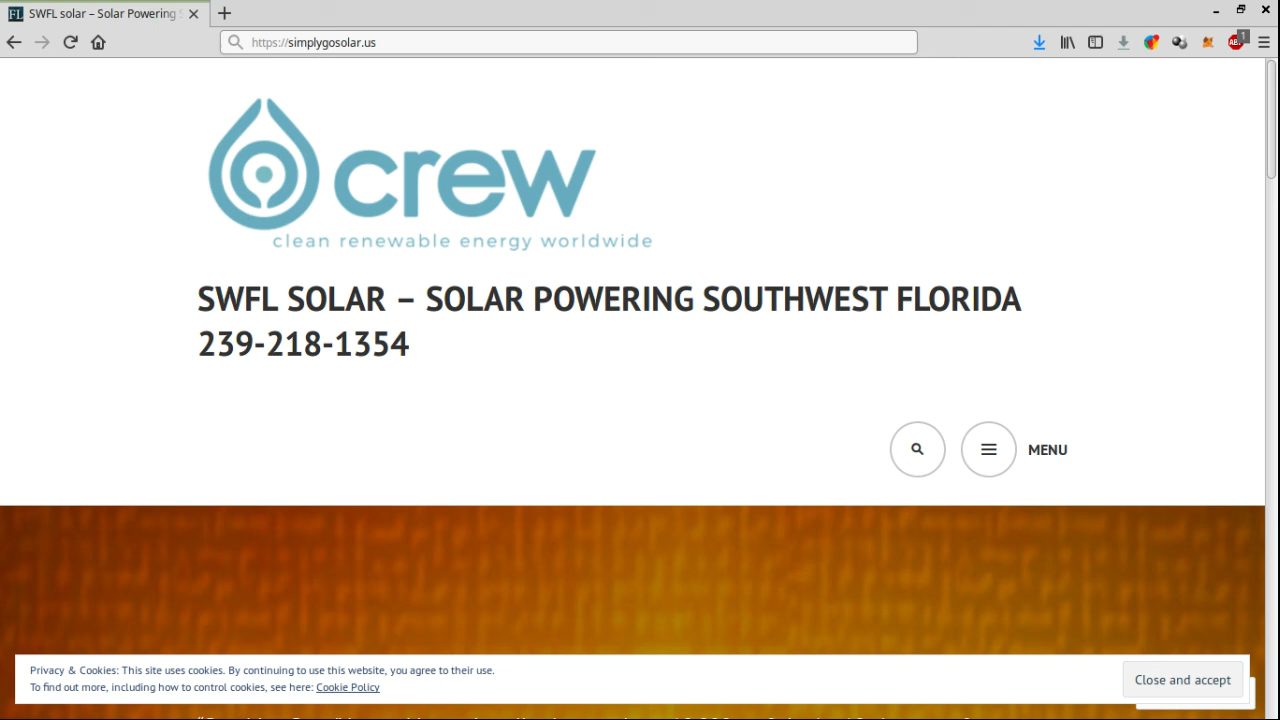 SWFL solar – Solar Powering
https://simplygosolar.us
ABP
1
crew
clean renewable energy worldwide
SWFL SOLAR – SOLAR POWERING SOUTHWEST FLORIDA
239-218-1354
MENU
Privacy & Cookies: This site uses cookies. By continuing to use this website, you agree to their use.
To find out more, including how to control cookies, see here: Cookie Policy
Close and accept